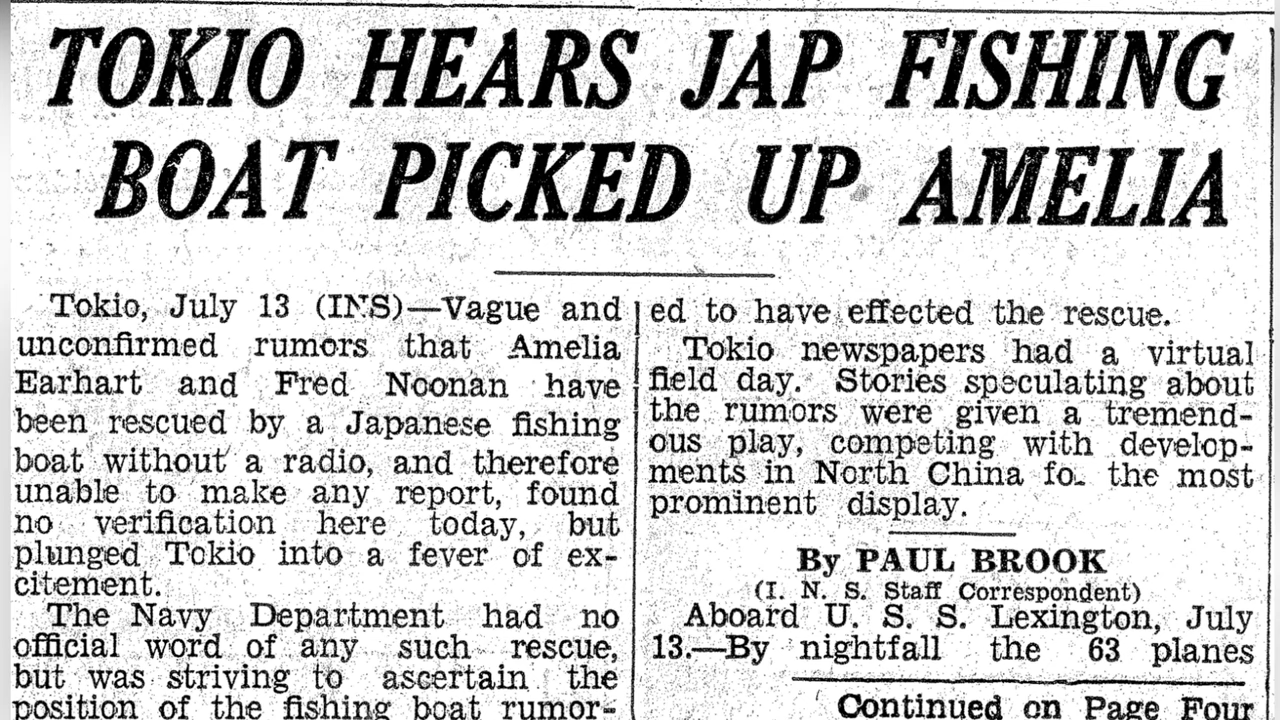 TOKIO HEARS JAP FISHING
BOAT PICKED UP AMELIA
Tokio, July 13 (INS)—Vague and
unconfirmed rumors that Amelia
Earhart and Fred Noonan have
been rescued by a Japanese fishing
boat without a radio, and therefore
unable to make any report, found
no verification here today, but
plunged Tokio into a fever of ex-
citement.
The Navy Department had no
official word of any such rescue,
but was striving to ascertain the
position of the fishing boat rumor-
ed to have effected the rescue.
Tokio newspapers had a virtual
field day. Stories speculating about
the rumors were given a tremend-
ous play, competing with develop-
ments in North China for the most
prominent display.
By PAUL BROOK
(I. N. S. Staff Correspondent)
Aboard U. S. S. Lexington, July
13.—By nightfall the 63 planes
Continued on Page Four